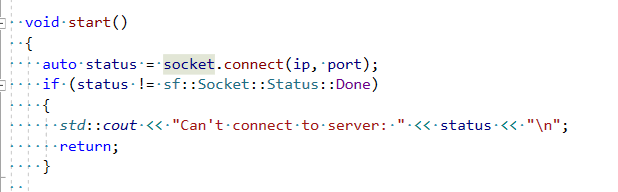 void start()
{
auto status = socket.connect(ip, port);
if (status != sf::Socket::Status::Done)
{
std::cout << "Can't connect to server: " << status << "\n";
return;
}